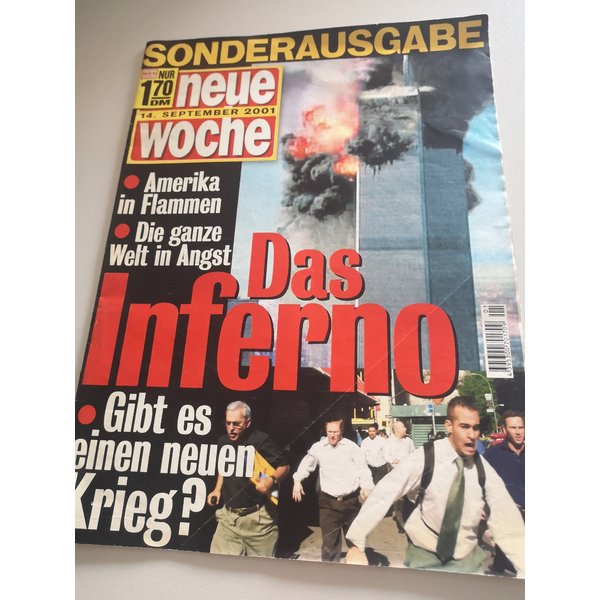 SONDERAUSGABE
NUR
1.70
DM
neue
14. SEPTEMBER 2001
woche
• Amerika
in Flammen
• Die ganze
Welt in Angst
Das
Inferno
• Gibt es
einen neuen
Krieg?
01